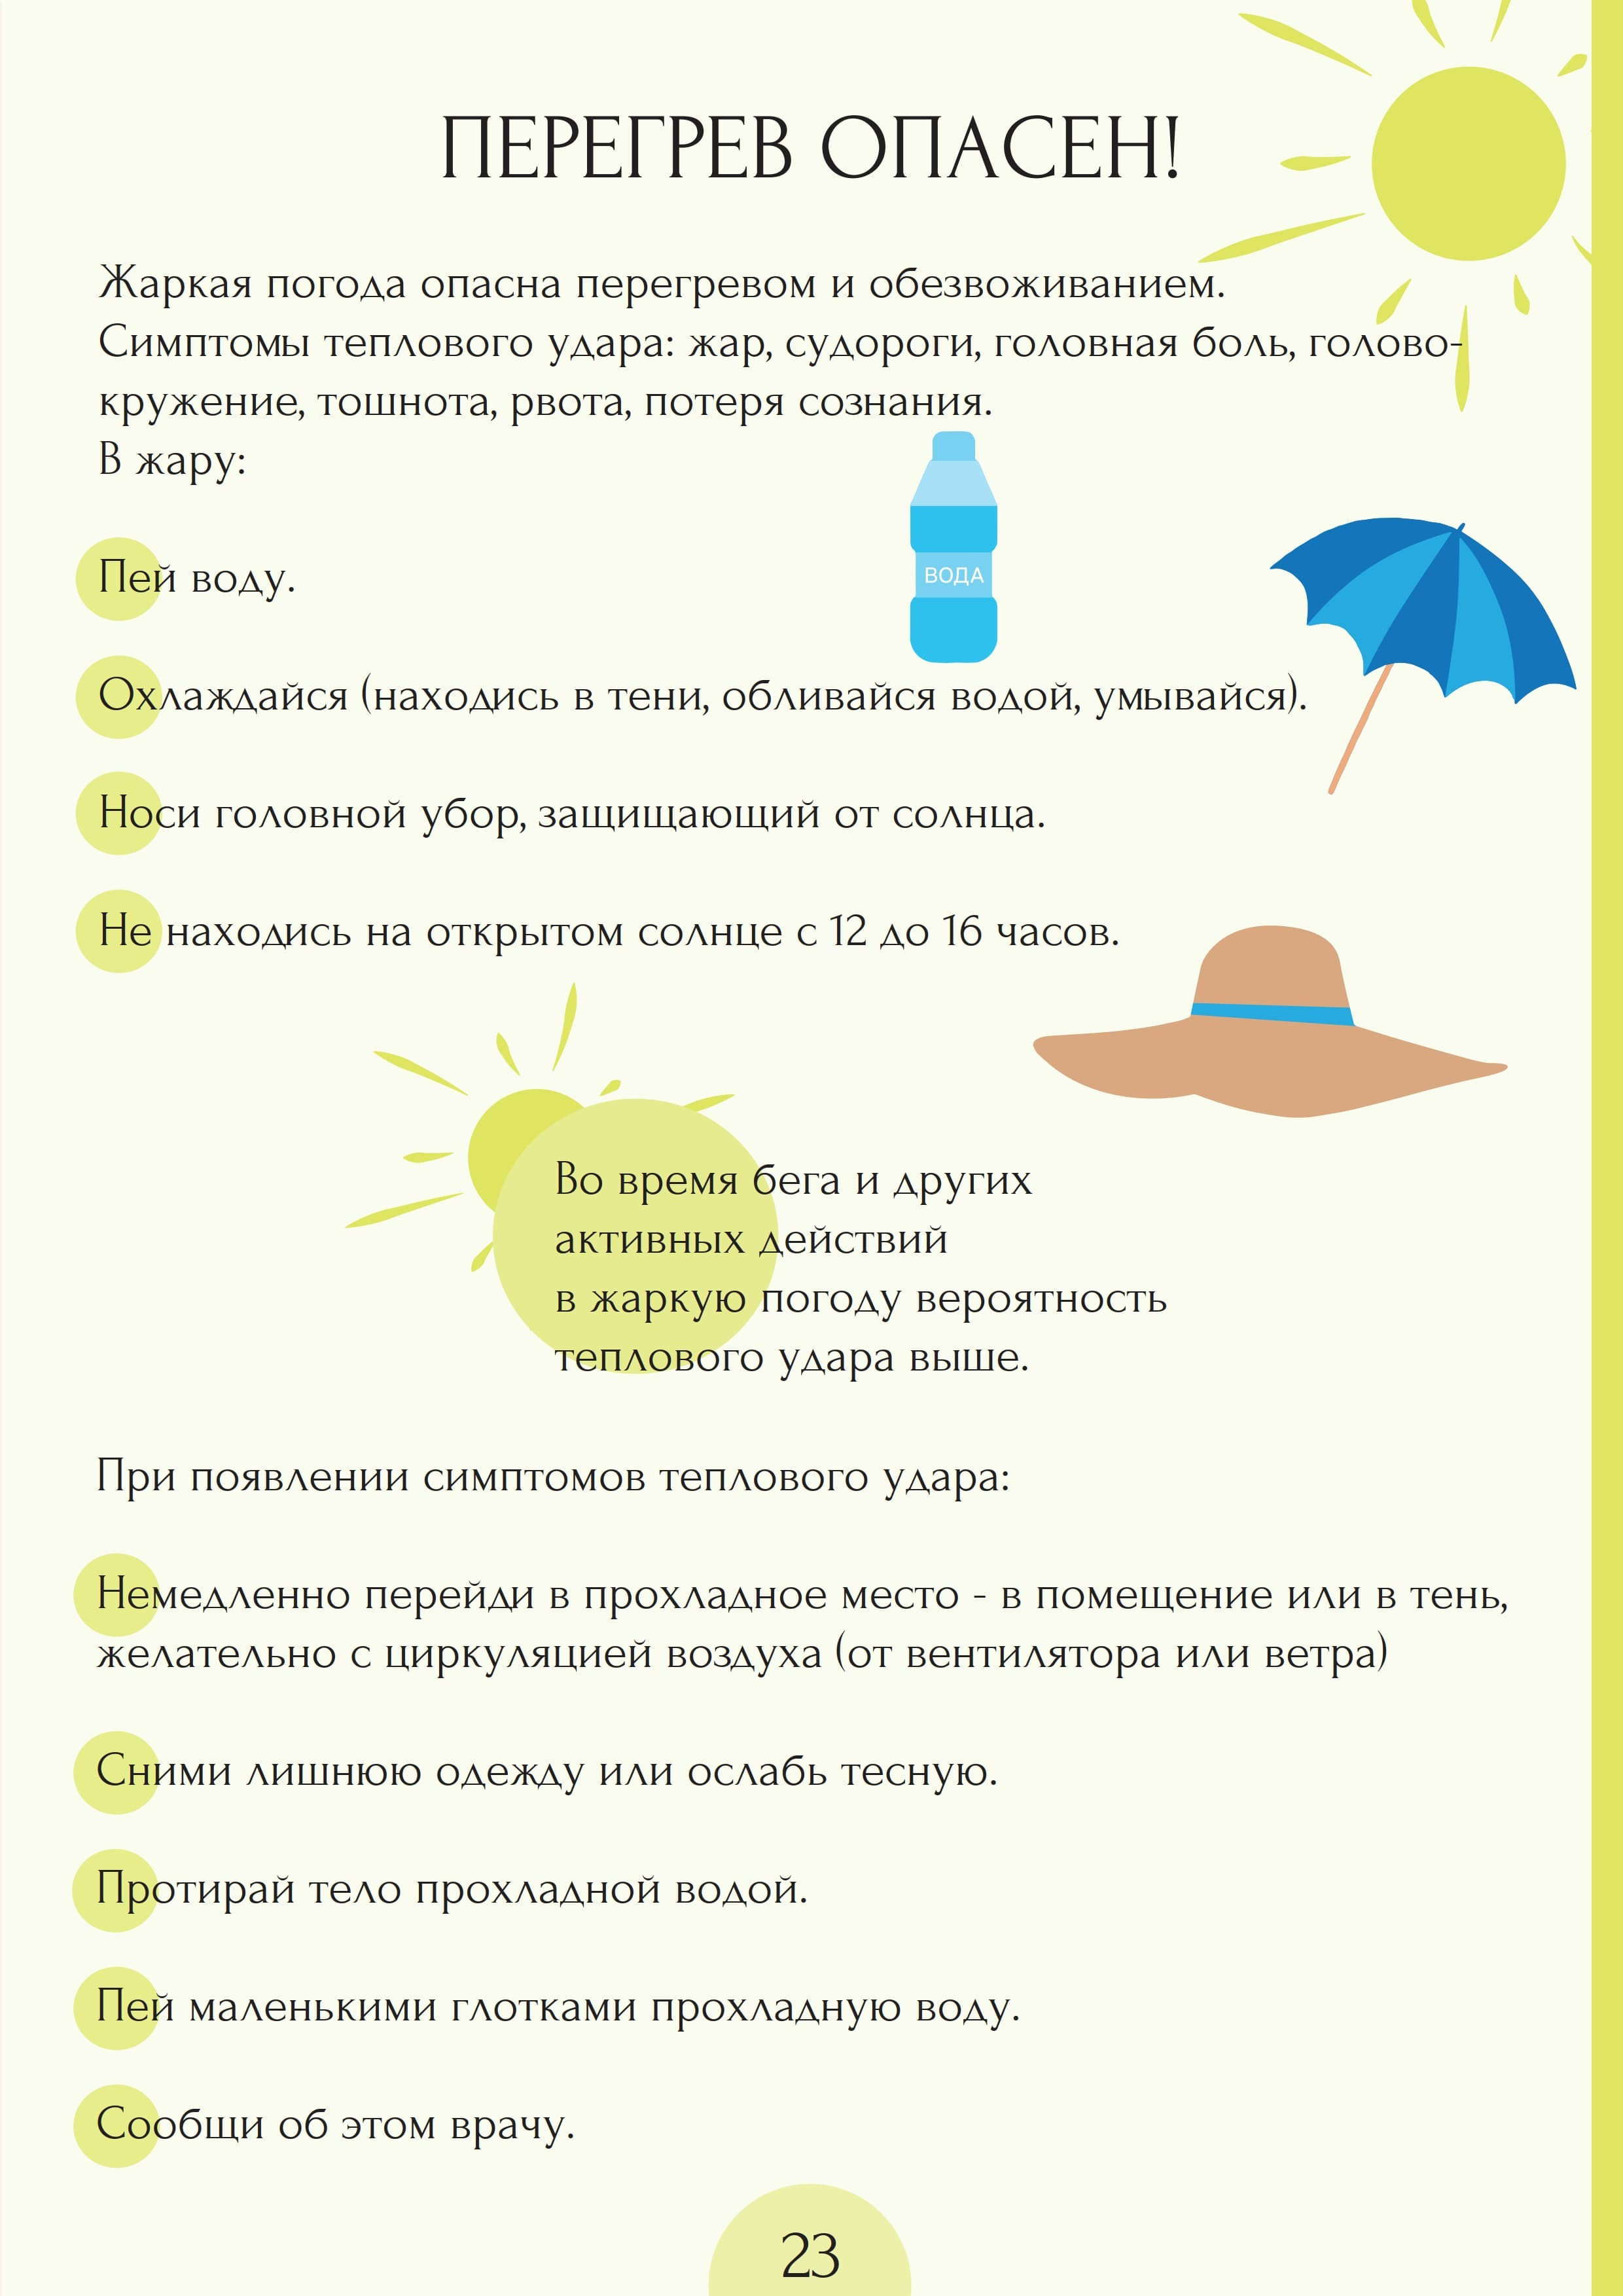 ПЕРЕГРЕВ ОПАСЕН!
Жаркая погода опасна перегревом и обезвоживанием.
Симптомы теплового удара: жар, судороги, головная боль, голово-
кружение, тошнота, рвота, потеря сознания.
В жару:
Пей воду.
ВОДА
Охлаждайся (находись в тени, обливайся водой, умывайся).
Носи головной убор, защищающий от солнца.
Не находись на открытом солнце с 12 до 16 часов.
Во время бега и других
активных действий
в жаркую погоду вероятность
теплового удара выше.
При появлении симптомов теплового удара:
Немедленно перейди в прохладное место - в помещение или в тень,
желательно с циркуляцией воздуха (от вентилятора или ветра)
Сними лишнюю одежду или ослабь тесную.
Протирай тело прохладной водой.
Пей маленькими глотками прохладную воду.
Сообщи об этом врачу.
23